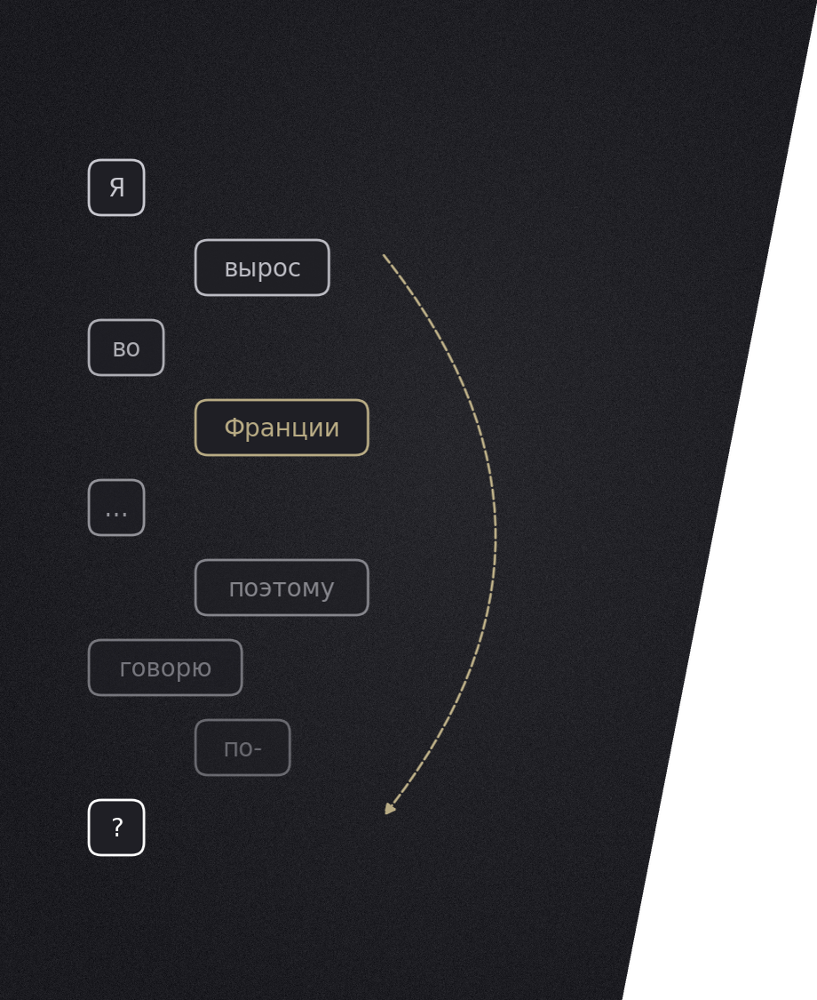 Я
вырос
во
Франции
...
поэтому
говорю
по-
?